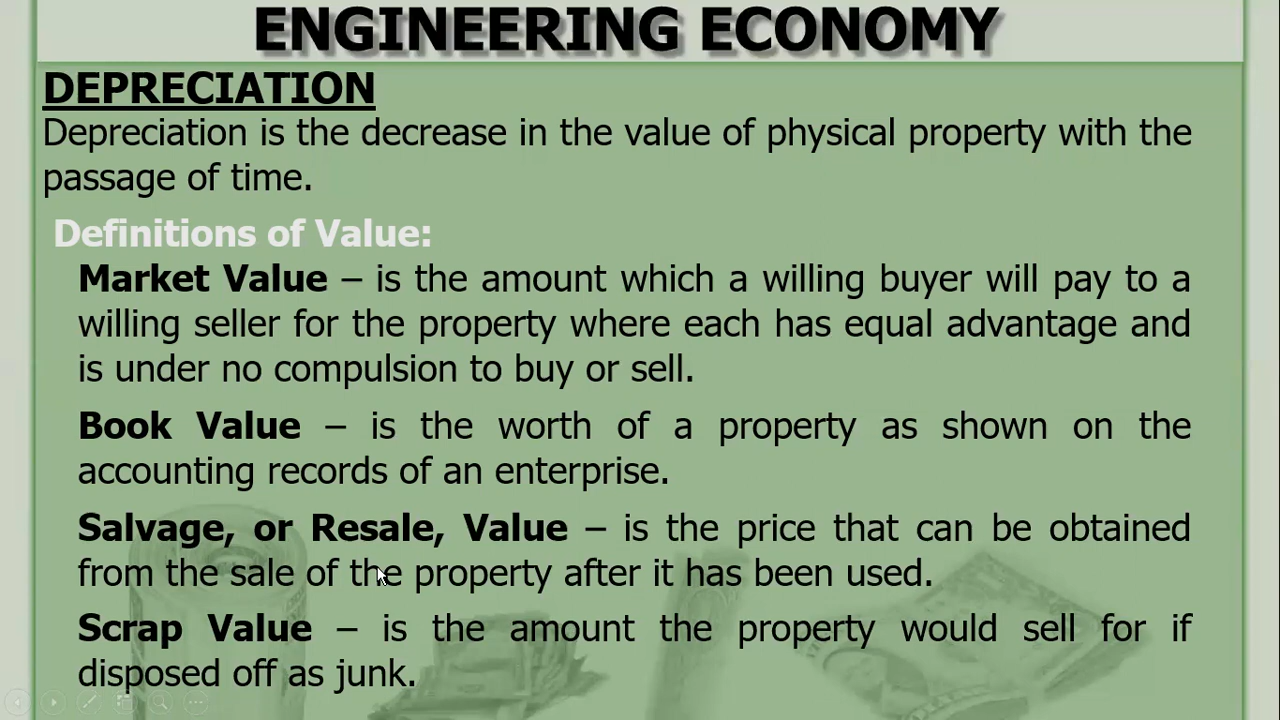 ENGINEERING ECONOMY
DEPRECIATION
Depreciation is the decrease in the value of physical property with the
passage of time.
Definitions of Value:
Market Value – is the amount which a willing buyer will pay to a
willing seller for the property where each has equal advantage and
is under no compulsion to buy or sell.
Book Value – is the worth of a property as shown on the
accounting records of an enterprise.
Salvage, or Resale, Value – is the price that can be obtained
from the sale of the property after it has been used.
Scrap Value – is the amount the property would sell for if
disposed off as junk.